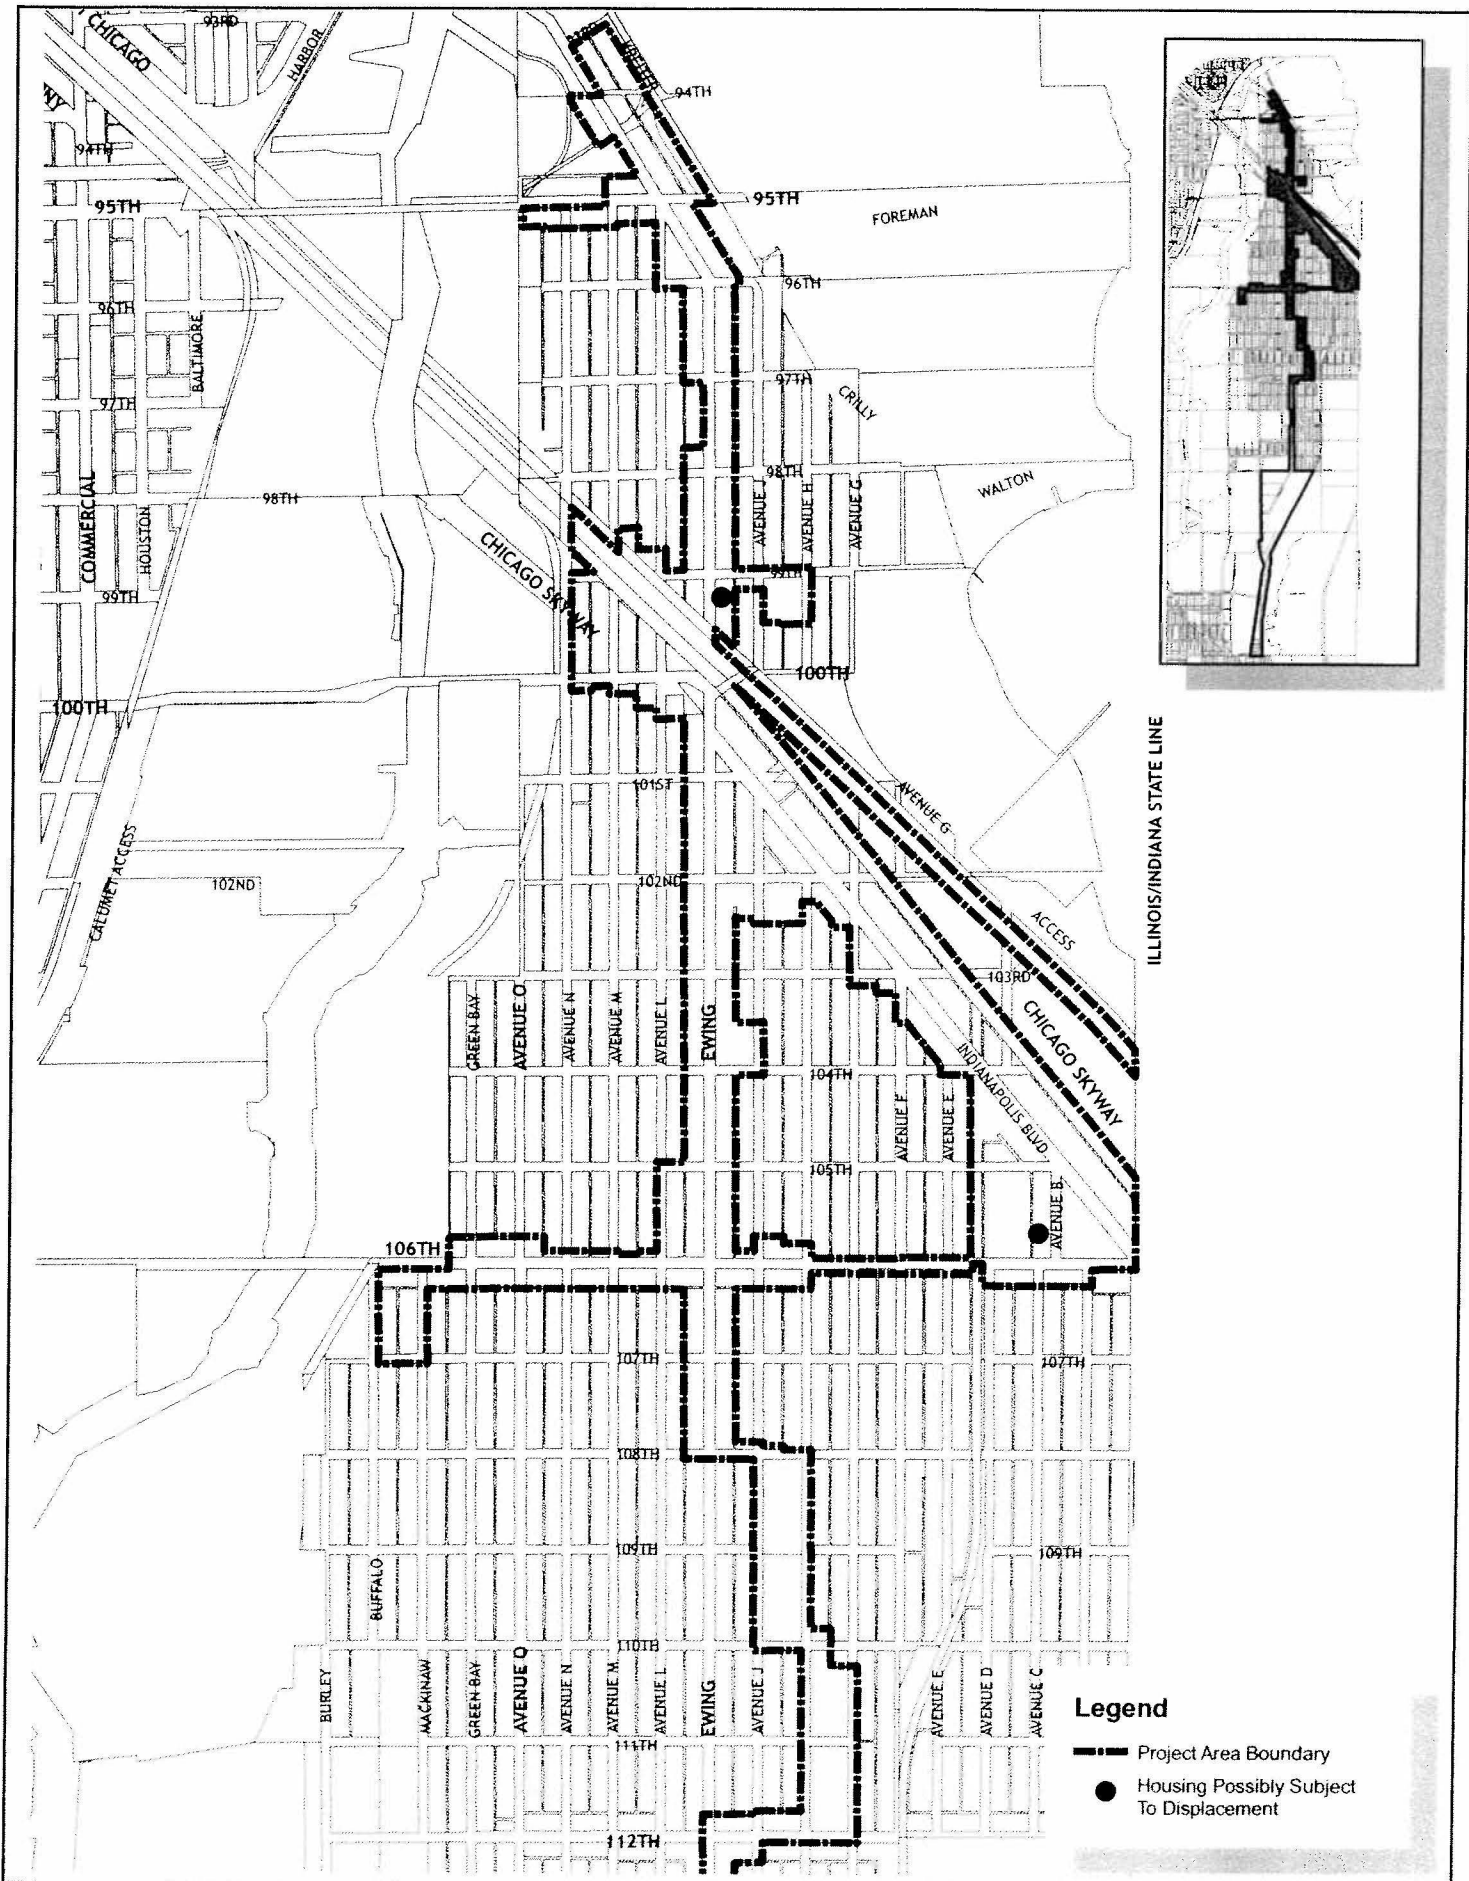 CHICAGO
93RD
HARBOR
94TH
94TH
95TH
95TH
FOREMAN
96TH
96TH
BALTIMORE
97TH
97TH
CRILLY
98TH
WALTON
COMMERCIAL
HOUSTON
98TH
AVENUE J
AVENUE H
AVENUE G
CHICAGO SKYWAY
99TH
99TH
100TH
100TH
ILLINOIS/INDIANA STATE LINE
101ST
AVENUE G
CALUMET ACCESS
102ND
102ND
ACCESS
103RD
CHICAGO SKYWAY
GREEN BAY
AVENUE O
AVENUE N
AVENUE M
AVENUE L
EWING
104TH
INDIANAPOLIS BLVD
AVENUE F
AVENUE E
105TH
AVENUE B
106TH
107TH
107TH
108TH
109TH
109TH
BUFFALO
110TH
BURLEY
MACKINAW
GREEN BAY
AVENUE O
AVENUE N
AVENUE M
AVENUE L
EWING
AVENUE J
AVENUE E
AVENUE D
AVENUE C
111TH
112TH
Legend
Project Area Boundary
Housing Possibly Subject
To Displacement